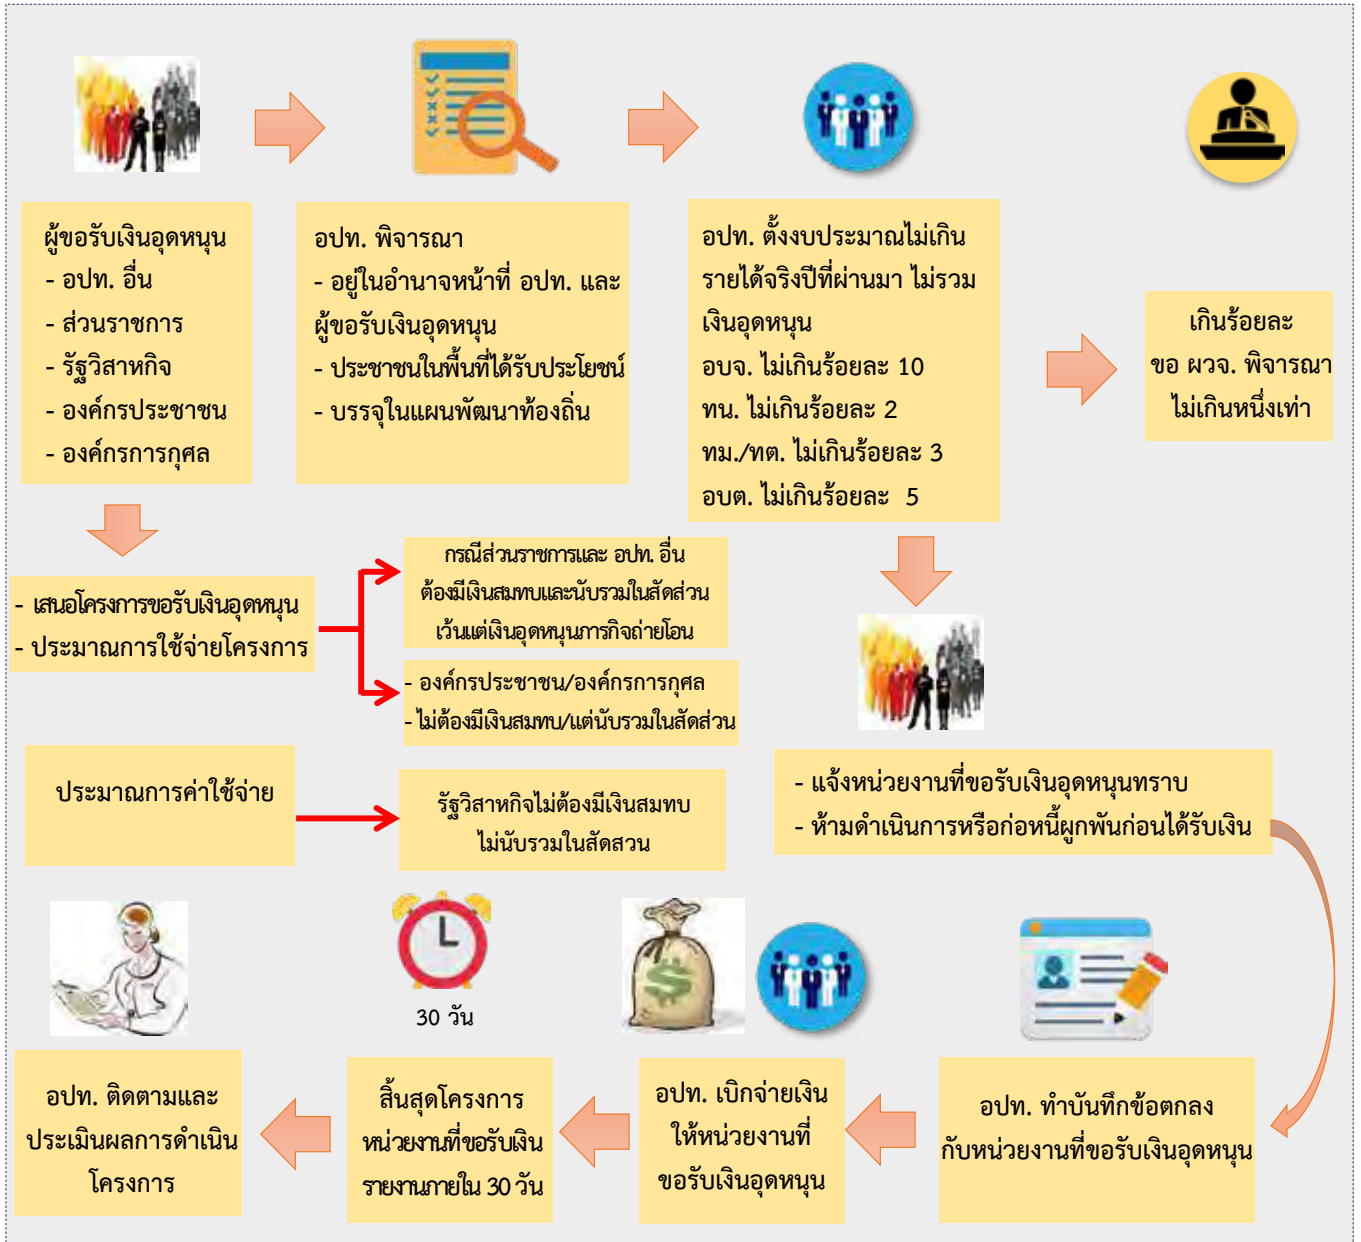 ผู้ขอรับเงินอุดหนุน
- อปท. อื่น
- ส่วนราชการ
- รัฐวิสาหกิจ
- องค์กรประชาชน
- องค์กรการกุศล
อปท. พิจารณา
- อยู่ในอำนาจหน้าที่ อปท. และ
ผู้ขอรับเงินอุดหนุน
- ประชาชนในพื้นที่ได้รับประโยชน์
- บรรจุในแผนพัฒนาท้องถิ่น
อปท. ตั้งงบประมาณไม่เกิน
รายได้จริงปีที่ผ่านมา ไม่รวม
เงินอุดหนุน
อบจ. ไม่เกินร้อยละ 10
ทน. ไม่เกินร้อยละ 2
ทม./ทต. ไม่เกินร้อยละ 3
อบต. ไม่เกินร้อยละ 5
เกินร้อยละ
ขอ ผวจ. พิจารณา
ไม่เกินหนึ่งเท่า
- เสนอโครงการขอรับเงินอุดหนุน
- ประมาณการใช้จ่ายโครงการ
กรณีส่วนราชการและ อปท. อื่น
ต้องมีเงินสมทบและนับรวมในสัดส่วน
เว้นแต่เงินอุดหนุนภารกิจถ่ายโอน
- องค์กรประชาชน/องค์กรการกุศล
- ไม่ต้องมีเงินสมทบ/แต่นับรวมในสัดส่วน
ประมาณการค่าใช้จ่าย
รัฐวิสาหกิจไม่ต้องมีเงินสมทบ
ไม่นับรวมในสัดสวน
- แจ้งหน่วยงานที่ขอรับเงินอุดหนุนทราบ
- ห้ามดำเนินการหรือก่อหนี้ผูกพันก่อนได้รับเงิน
อปท. ทำบันทึกข้อตกลง
กับหน่วยงานที่ขอรับเงินอุดหนุน
อปท. เบิกจ่ายเงิน
ให้หน่วยงานที่
ขอรับเงินอุดหนุน
30 วัน
สิ้นสุดโครงการ
หน่วยงานที่ขอรับเงิน
รายงานภายใน 30 วัน
อปท. ติดตามและ
ประเมินผลการดำเนิน
โครงการ